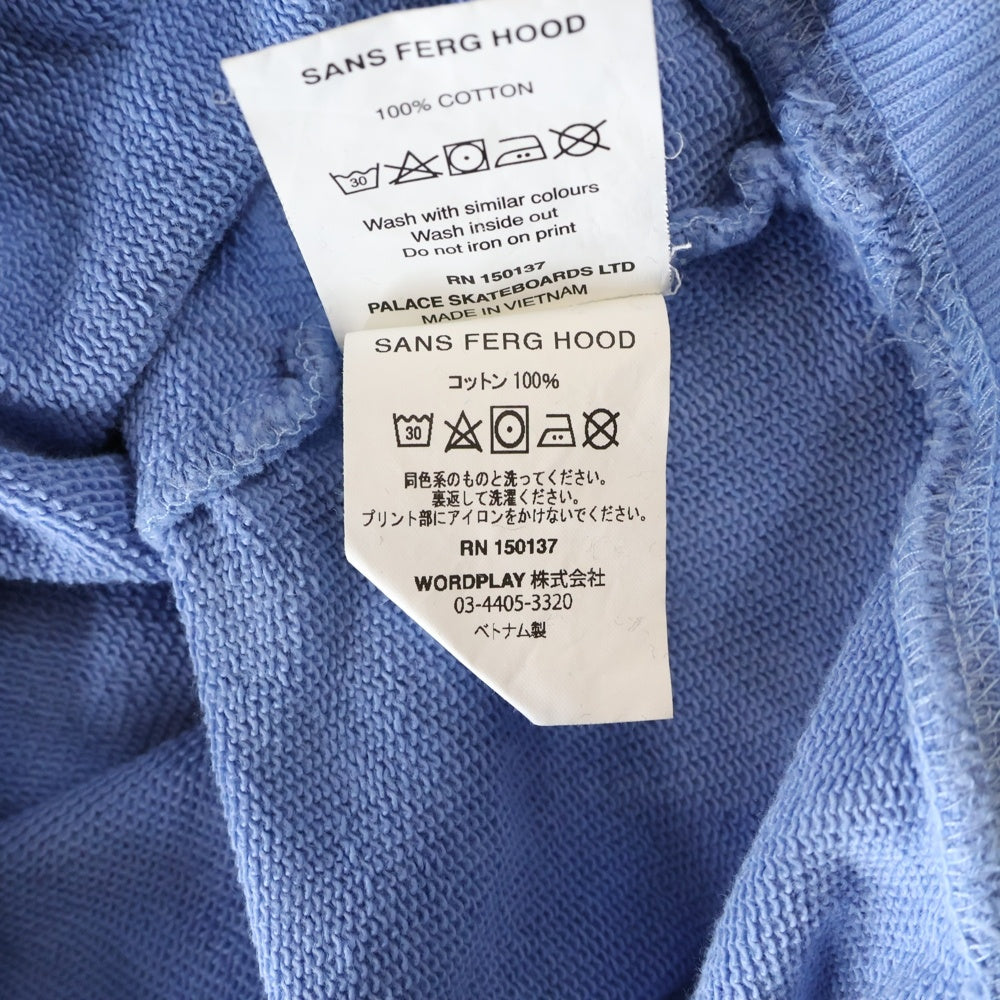 SANS FERG HOOD
100% COTTON
30
Wash with similar colours
Wash inside out
Do not iron on print
RN 150137
PALACE SKATEBOARDS LTD
MADE IN VIETNAM
SANS FERG HOOD
コットン 100%
30
同色系のものと洗ってください。
裏返して洗濯ください。
プリント部にアイロンをかけないでください。
RN 150137
WORDPLAY 株式会社
03-4405-3320
ベトナム製